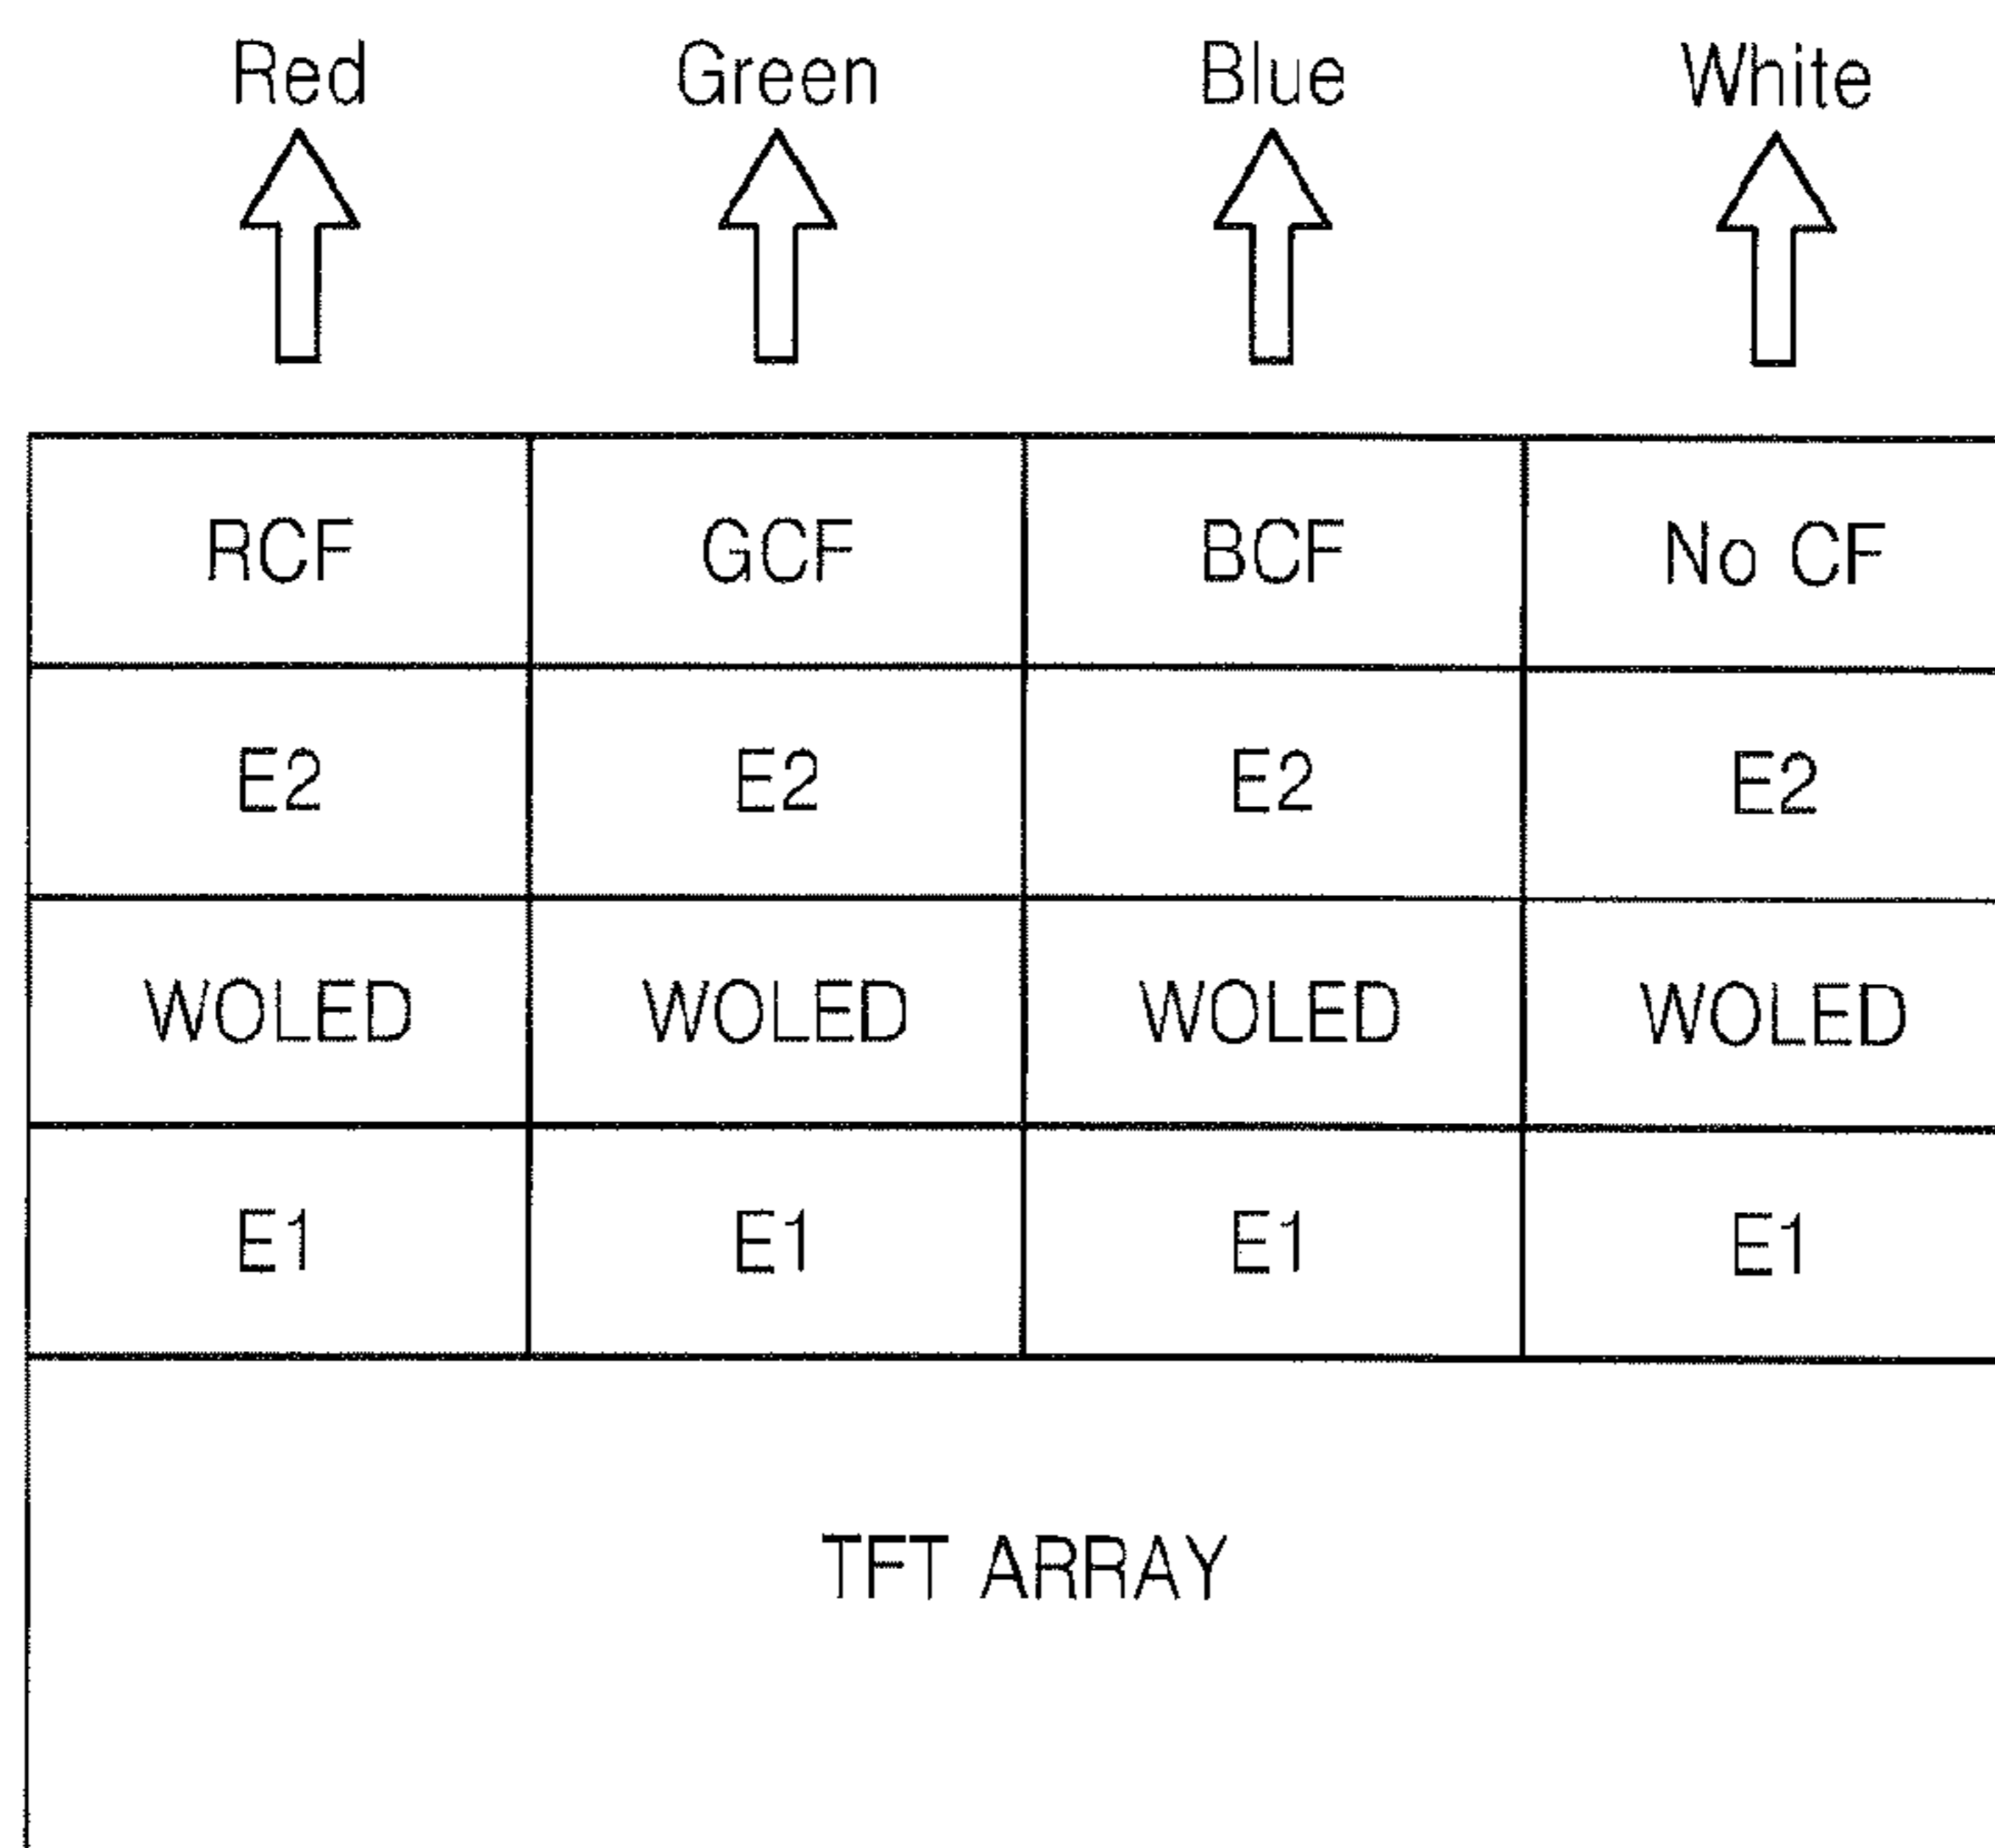 Red Green Blue White
RCF GCF BCF No CF
E2 E2 E2 E2
WOLED WOLED WOLED WOLED
E1 E1 E1 E1
TFT ARRAY